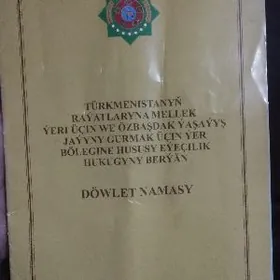 TÜRKMENISTANYŇ
RAÝATLARYNA MELLEK
ÝERI ÜÇIN WE ÖZBAŞDAK ÝAŞAÝYŞ
JAÝYNY GURMAK ÜÇIN ÝER
BÖLEGINE HUSUSY EÝEÇILIK
HUKUGYNY BERÝÄN
DÖWLET NAMASY